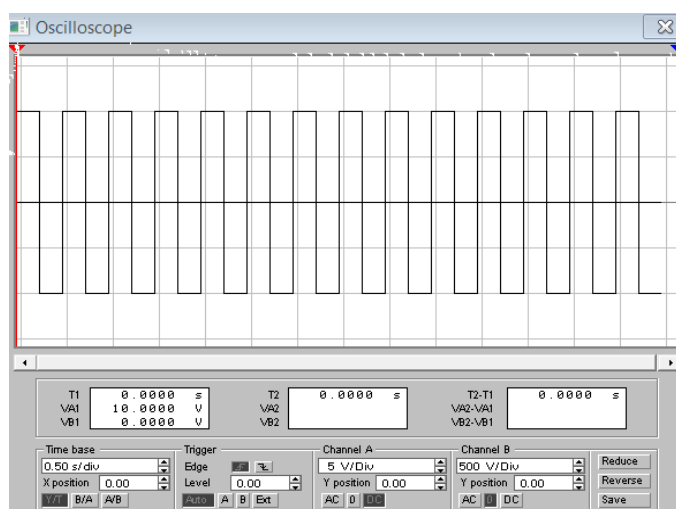 Oscilloscope
T1 0.0000 s T2 0.0000 s T2-T1 0.0000 s
VA1 10.0000 V VA2 VA2-VA1
VB1 0.0000 V VB2 VB2-VB1
Time base Trigger Channel A Channel B
0.50 s/div Edge 5 V/Div 500 V/Div Reduce
X position 0.00 Level 0.00 Y position 0.00 Y position 0.00 Reverse
Y/T B/A A/B Auto A B Ext AC 0 DC AC 0 DC Save